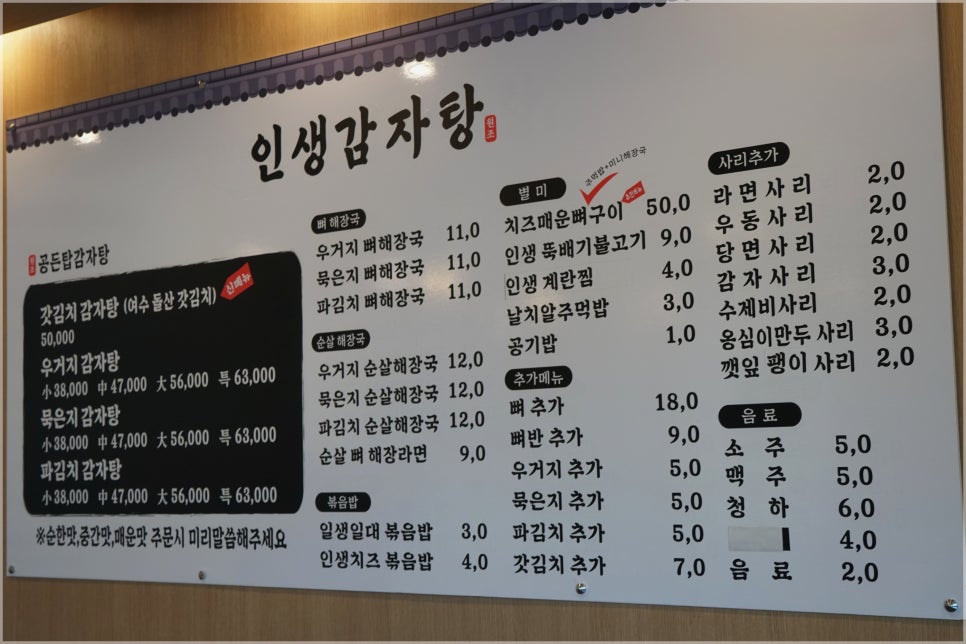 인생감자탕
원조
원조 공든탑감자탕
갓김치 감자탕 (여수 돌산 갓김치) 신메뉴
50,000
우거지 감자탕
小 38,000 中 47,000 大 56,000 특 63,000
묵은지 감자탕
小 38,000 中 47,000 大 56,000 특 63,000
파김치 감자탕
小 38,000 中 47,000 大 56,000 특 63,000
※순한맛,중간맛,매운맛 주문시 미리말씀해주세요
뼈 해장국
우거지 뼈해장국 11,0
묵은지 뼈해장국 11,0
파김치 뼈해장국 11,0
순살 해장국
우거지 순살해장국 12,0
묵은지 순살해장국 12,0
파김치 순살해장국 12,0
순살 뼈 해장라면 9,0
볶음밥
일생일대 볶음밥 3,0
인생치즈 볶음밥 4,0
별 미
주먹밥+미니해장국
치즈매운뼈구이 50,0
인생 뚝배기불고기 9,0
인생 계란찜 4,0
날치알주먹밥 3,0
공기밥 1,0
추가메뉴
뼈 추가 18,0
뼈반 추가 9,0
우거지 추가 5,0
묵은지 추가 5,0
파김치 추가 5,0
갓김치 추가 7,0
사리추가
라 면 사 리 2,0
우 동 사 리 2,0
당 면 사 리 2,0
감 자 사 리 3,0
수제비사리 2,0
옹심이만두 사리 3,0
깻잎 팽이 사리 2,0
음 료
소 주 5,0
맥 주 5,0
청 하 6,0
4,0
음 료 2,0